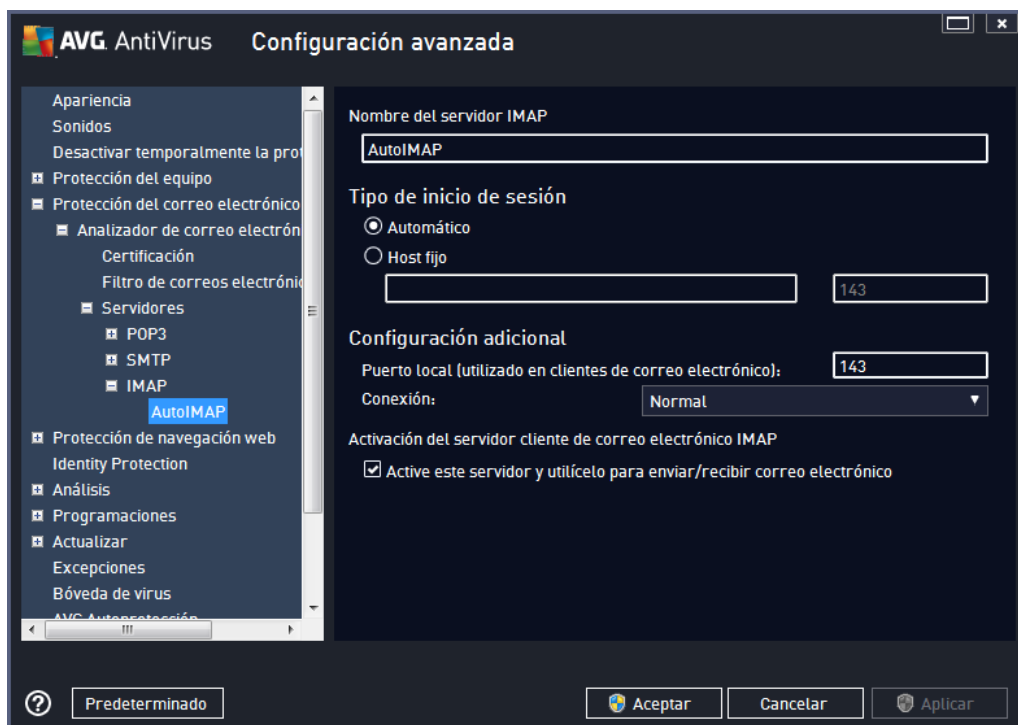 AVG. AntiVirus Configuración avanzada
Apariencia
Sonidos
Desactivar temporalmente la prot
Protección del equipo
Protección del correo electrónico
Analizador de correo electrón
Certificación
Filtro de correos electrónic
Servidores
POP3
SMTP
IMAP
AutoIMAP
Protección de navegación web
Identity Protection
Análisis
Programaciones
Actualizar
Excepciones
Bóveda de virus
AVG Autoprotección
Nombre del servidor IMAP
AutoIMAP
Tipo de inicio de sesión
Automático
Host fijo
143
Configuración adicional
Puerto local (utilizado en clientes de correo electrónico): 143
Conexión: Normal
Activación del servidor cliente de correo electrónico IMAP
Active este servidor y utilícelo para enviar/recibir correo electrónico
Predeterminado Aceptar Cancelar Aplicar